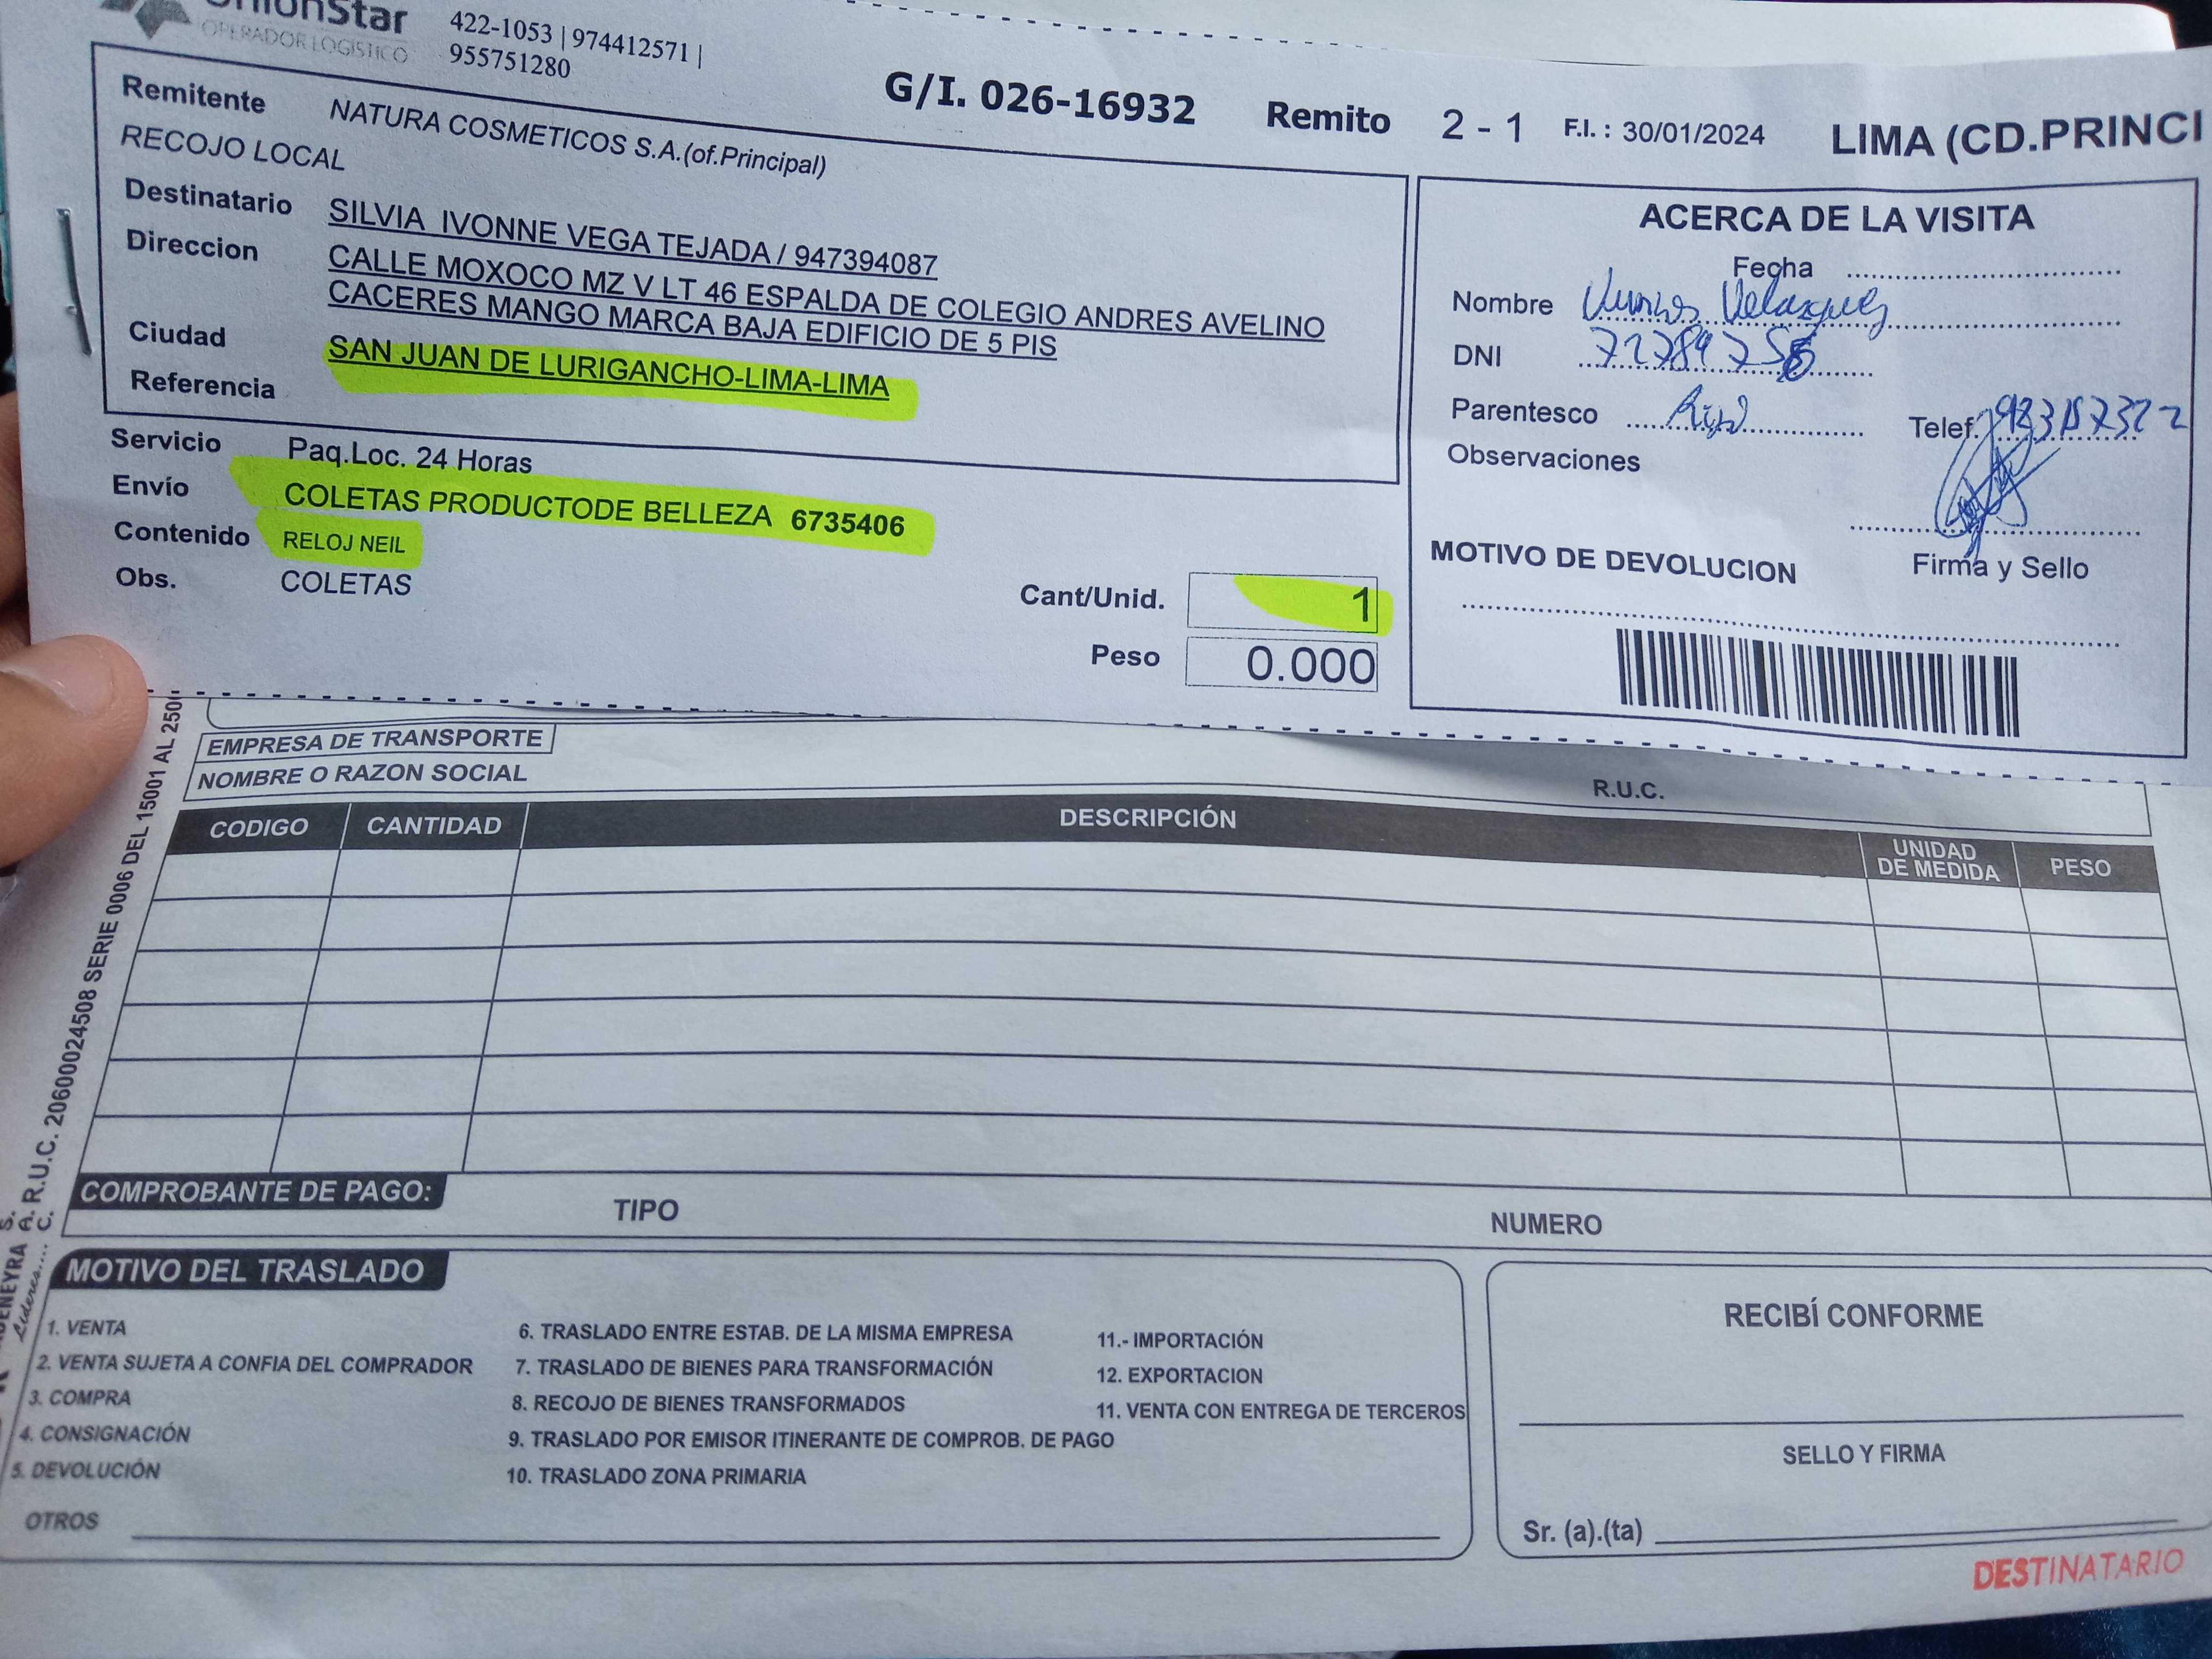 UnionStar
OPERADOR LOGISTICO
422-1053 | 974412571 |
955751280
G/I. 026-16932 Remito 2 - 1 F.I. : 30/01/2024 LIMA (CD.PRINCI
Remitente NATURA COSMETICOS S.A.(of.Principal)
RECOJO LOCAL
Destinatario SILVIA IVONNE VEGA TEJADA / 947394087
Direccion CALLE MOXOCO MZ V LT 46 ESPALDA DE COLEGIO ANDRES AVELINO
CACERES MANGO MARCA BAJA EDIFICIO DE 5 PIS
Ciudad SAN JUAN DE LURIGANCHO-LIMA-LIMA
Referencia
Servicio Paq.Loc. 24 Horas
Envío COLETAS PRODUCTODE BELLEZA 6735406
Contenido RELOJ NEIL
Obs. COLETAS
Cant/Unid. 1
Peso 0.000
ACERCA DE LA VISITA
Fecha
Nombre Velasquez
DNI
Parentesco
Telef.
Observaciones
Firma y Sello
MOTIVO DE DEVOLUCION
EMPRESA DE TRANSPORTE
NOMBRE O RAZON SOCIAL R.U.C.
CODIGO CANTIDAD DESCRIPCIÓN UNIDAD DE MEDIDA PESO
COMPROBANTE DE PAGO: TIPO NUMERO
MOTIVO DEL TRASLADO
1. VENTA
2. VENTA SUJETA A CONFIA DEL COMPRADOR
3. COMPRA
4. CONSIGNACIÓN
5. DEVOLUCIÓN
6. TRASLADO ENTRE ESTAB. DE LA MISMA EMPRESA
7. TRASLADO DE BIENES PARA TRANSFORMACIÓN
8. RECOJO DE BIENES TRANSFORMADOS
9. TRASLADO POR EMISOR ITINERANTE DE COMPROB. DE PAGO
10. TRASLADO ZONA PRIMARIA
11.- IMPORTACIÓN
12. EXPORTACION
11. VENTA CON ENTREGA DE TERCEROS
OTROS
RECIBÍ CONFORME
SELLO Y FIRMA
Sr. (a).(ta)
DESTINATARIO
R.U.C. 20600024508 SERIE 0006 DEL 15001 AL
Líderes...